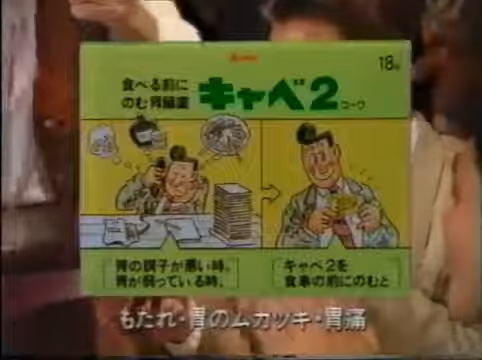 18包
食べる前に
のむ胃腸薬
キャベ2コーワ
胃の調子が悪い時。
胃が弱っている時、
キャベ2を
食事の前にのむと
もたれ・胃のムカツキ・胃痛